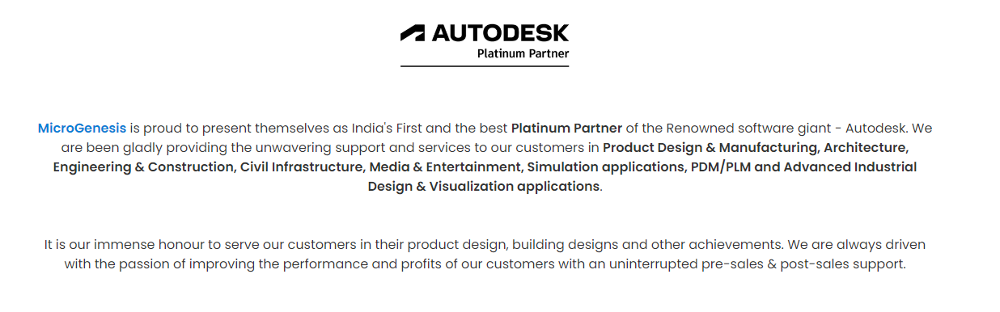 AUTODESK
Platinum Partner
MicroGenesis is proud to present themselves as India's First and the best Platinum Partner of the Renowned software giant - Autodesk. We
are been gladly providing the unwavering support and services to our customers in Product Design & Manufacturing, Architecture,
Engineering & Construction, Civil Infrastructure, Media & Entertainment, Simulation applications, PDM/PLM and Advanced Industrial
Design & Visualization applications.
It is our immense honour to serve our customers in their product design, building designs and other achievements. We are always driven
with the passion of improving the performance and profits of our customers with an uninterrupted pre-sales & post-sales support.